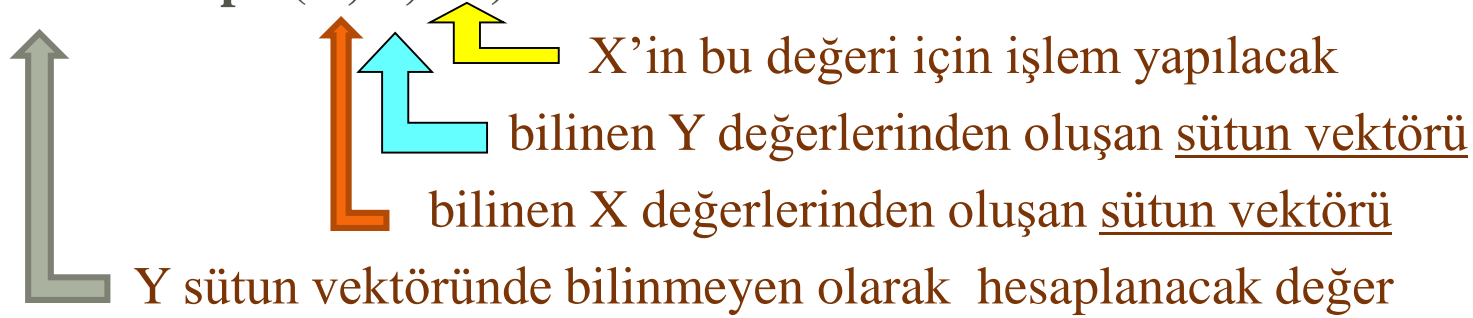 X’in bu değeri için işlem yapılacak
bilinen Y değerlerinden oluşan sütun vektörü
bilinen X değerlerinden oluşan sütun vektörü
Y sütun vektöründe bilinmeyen olarak hesaplanacak değer